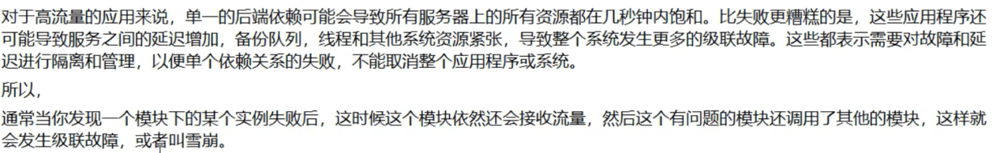 对于高流量的应用来说，单一的后端依赖可能会导致所有服务器上的所有资源都在几秒钟内饱和。比失败更糟糕的是，这些应用程序还
可能导致服务之间的延迟增加，备份队列，线程和其他系统资源紧张，导致整个系统发生更多的级联故障。这些都表示需要对故障和延
迟进行隔离和管理，以便单个依赖关系的失败，不能取消整个应用程序或系统。
所以，
通常当你发现一个模块下的某个实例失败后，这时候这个模块依然还会接收流量，然后这个有问题的模块还调用了其他的模块，这样就
会发生级联故障，或者叫雪崩。